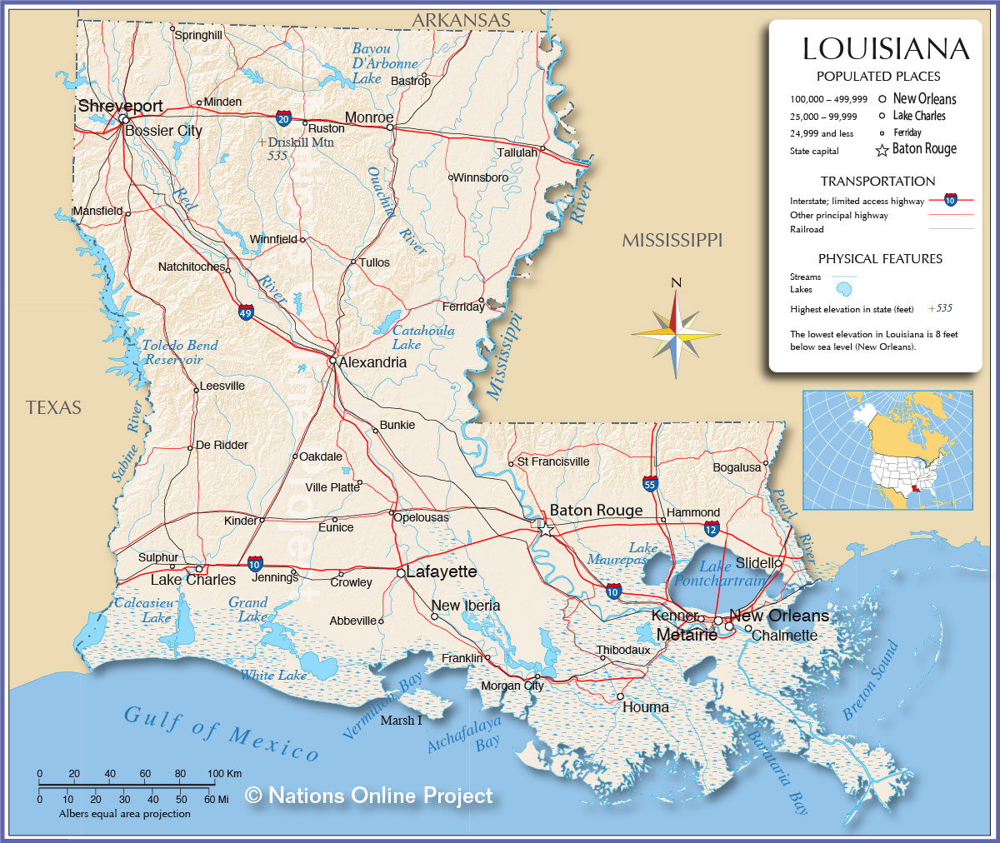 ARKANSAS
Springhill
Bayou
D'Arbonne
Lake
Bastrop
Minden
Shreveport
Bossier City
20
Ruston
Monroe
Driskill Mtn
535
Tallulah
Winnsboro
Ouachita
River
Red
River
Mansfield
Winnfield
Natchitoches
Tullos
49
Ferriday
Catahoula
Lake
Mississippi
River
MISSISSIPPI
N
Toledo Bend
Reservoir
Alexandria
TEXAS
Leesville
Sabine River
De Ridder
Bunkie
Oakdale
Ville Platte
St Francisville
55
Bogalusa
Pearl
River
Kinder
Eunice
Opelousas
Baton Rouge
Hammond
12
Sulphur
10
Lake Charles
Jennings
Crowley
Lafayette
Lake
Maurepas
Lake
Pontchartrain
Slidell
10
Calcasieu
Lake
Grand
Lake
Abbeville
New Iberia
Kenner
New Orleans
Metairie
Chalmette
White Lake
Franklin
Thibodaux
Morgan City
Houma
Vermilion Bay
Marsh I
Atchafalaya
Bay
Breton Sound
Barataria Bay
Gulf of Mexico
0 20 40 60 80 100 Km
0 10 20 30 40 50 60 Mi
Albers equal area projection
© Nations Online Project
LOUISIANA
POPULATED PLACES
100,000 – 499,999 New Orleans
25,000 – 99,999 Lake Charles
24,999 and less Ferriday
State capital Baton Rouge
TRANSPORTATION
Interstate; limited access highway 10
Other principal highway
Railroad
PHYSICAL FEATURES
Streams
Lakes
Highest elevation in state (feet) +535
The lowest elevation in Louisiana is 8 feet
below sea level (New Orleans).